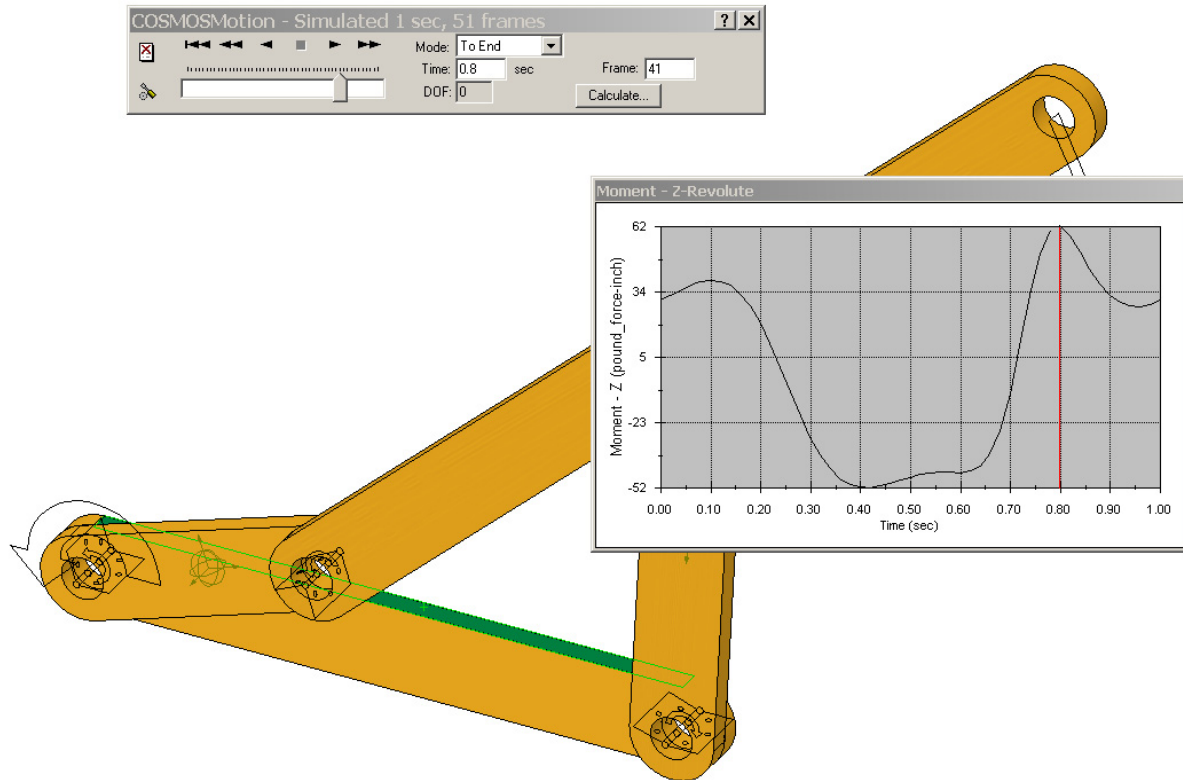 COSMOSMotion - Simulated 1 sec, 51 frames
Mode: To End
Time: 0.8 sec Frame: 41
DOF: 0 Calculate...
Moment - Z-Revolute
Moment - Z (pound_force-inch)
62
34
5
-23
-52
0.00 0.10 0.20 0.30 0.40 0.50 0.60 0.70 0.80 0.90 1.00
Time (sec)